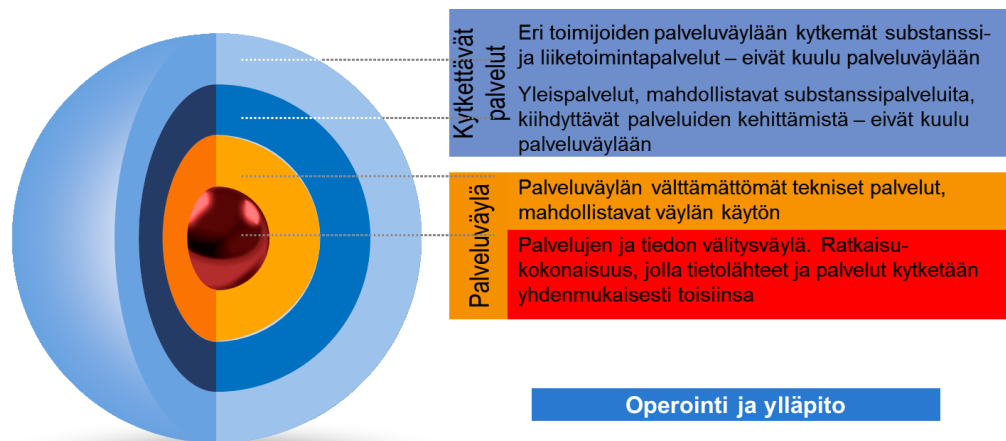 Kytkettävät
palvelut
Eri toimijoiden palveluväylään kytkemät substanssi-
ja liiketoimintapalvelut – eivät kuulu palveluväylään
Yleispalvelut, mahdollistavat substanssipalveluita,
kiihdyttävät palveluiden kehittämistä – eivät kuulu
palveluväylään
Palveluväylä
Palveluväylän välttämättömät tekniset palvelut,
mahdollistavat väylän käytön
Palvelujen ja tiedon välitysväylä. Ratkaisu-
kokonaisuus, jolla tietolähteet ja palvelut kytketään
yhdenmukaisesti toisiinsa
Operointi ja ylläpito